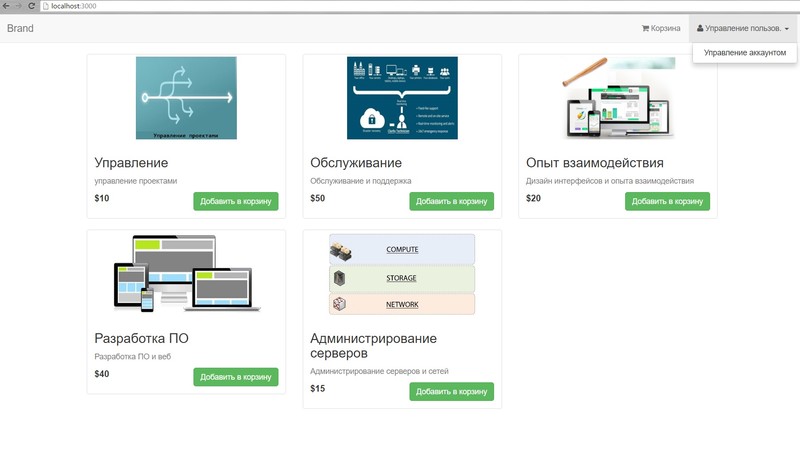 localhost:3000
Brand
Корзина
Управление пользов.
Управление аккаунтом
Управление проектами
Управление
управление проектами
$10
Добавить в корзину
Обслуживание
Обслуживание и поддержка
$50
Добавить в корзину
Опыт взаимодействия
Дизайн интерфейсов и опыта взаимодействия
$20
Добавить в корзину
Разработка ПО
Разработка ПО и веб
$40
Добавить в корзину
COMPUTE
STORAGE
NETWORK
Администрирование
серверов
Администрирование серверов и сетей
$15
Добавить в корзину